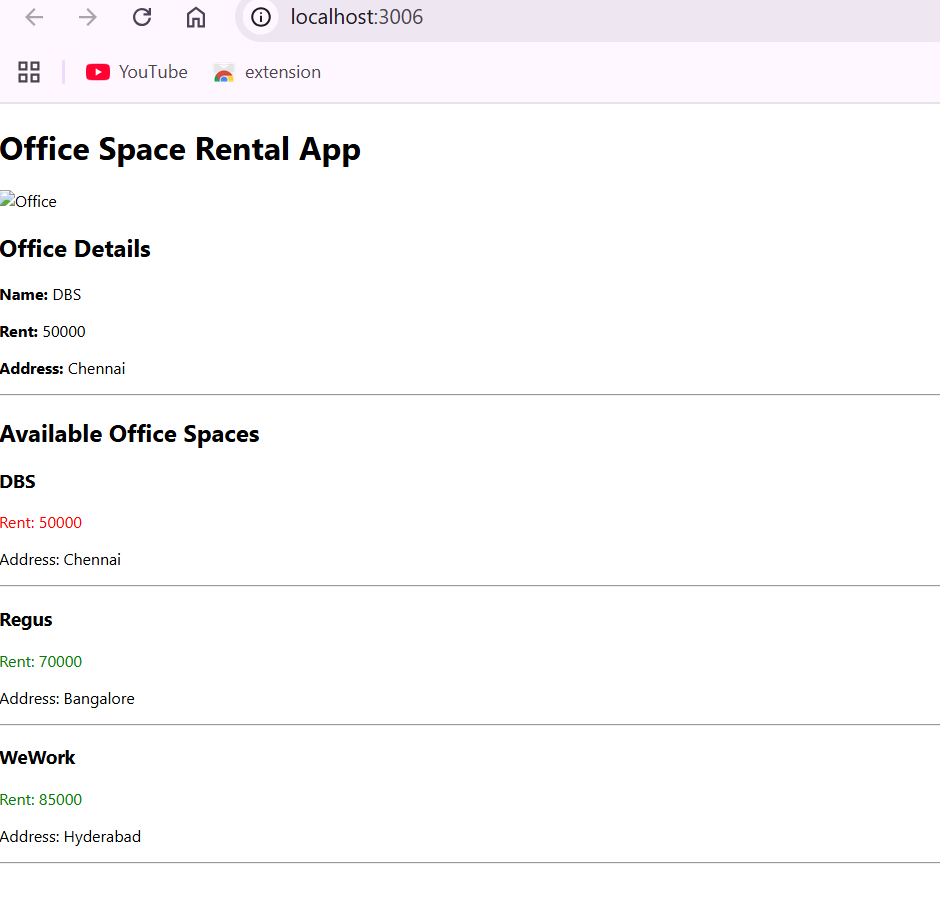 localhost:3006
YouTube
extension
Office Space Rental App
Office
Office Details
Name: DBS
Rent: 50000
Address: Chennai
Available Office Spaces
DBS
Rent: 50000
Address: Chennai
Regus
Rent: 70000
Address: Bangalore
WeWork
Rent: 85000
Address: Hyderabad